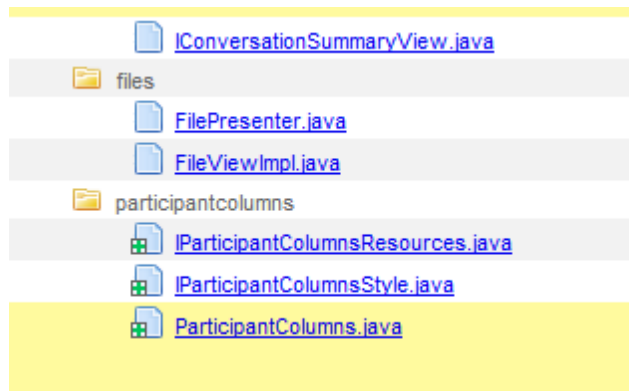 IConversationSummaryView.java
files
FilePresenter.java
FileViewImpl.java
participantcolumns
IParticipantColumnsResources.java
IParticipantColumnsStyle.java
ParticipantColumns.java